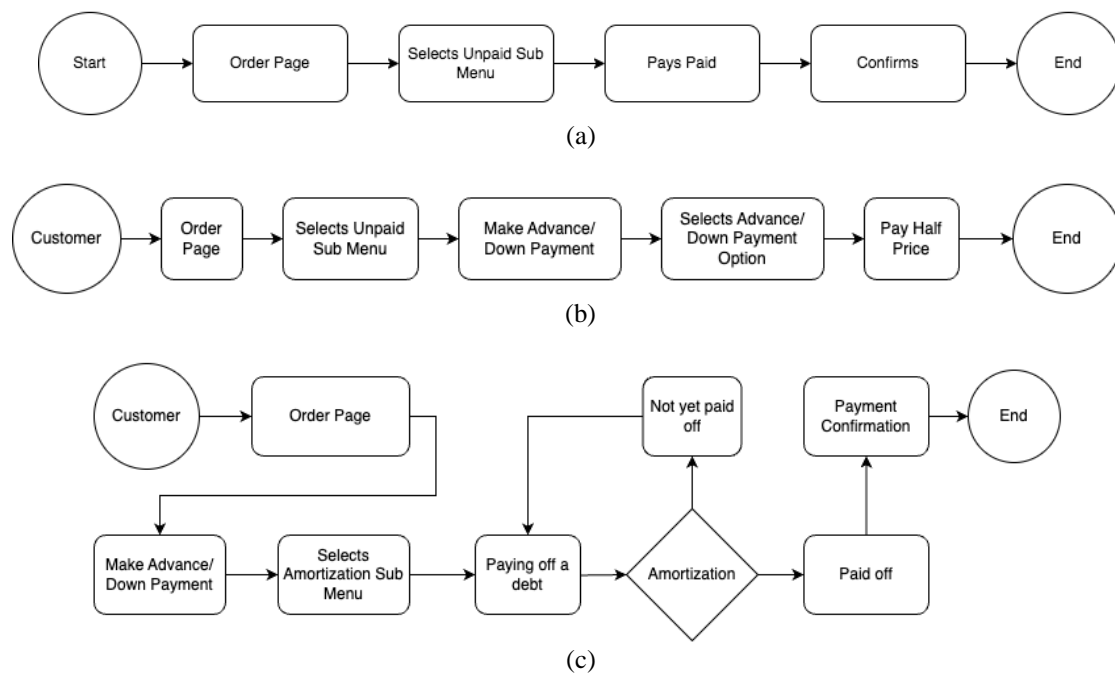 Start
Order Page
Selects Unpaid Sub
Menu
Pays Paid
Confirms
End
(a)
Customer
Order
Page
Selects Unpaid
Sub Menu
Make Advance/
Down Payment
Selects Advance/
Down Payment
Option
Pay Half
Price
End
(b)
Customer
Order Page
Not yet paid
off
Payment
Confirmation
End
Make Advance/
Down Payment
Selects
Amortization Sub
Menu
Paying off a
debt
Amortization
Paid off
(c)